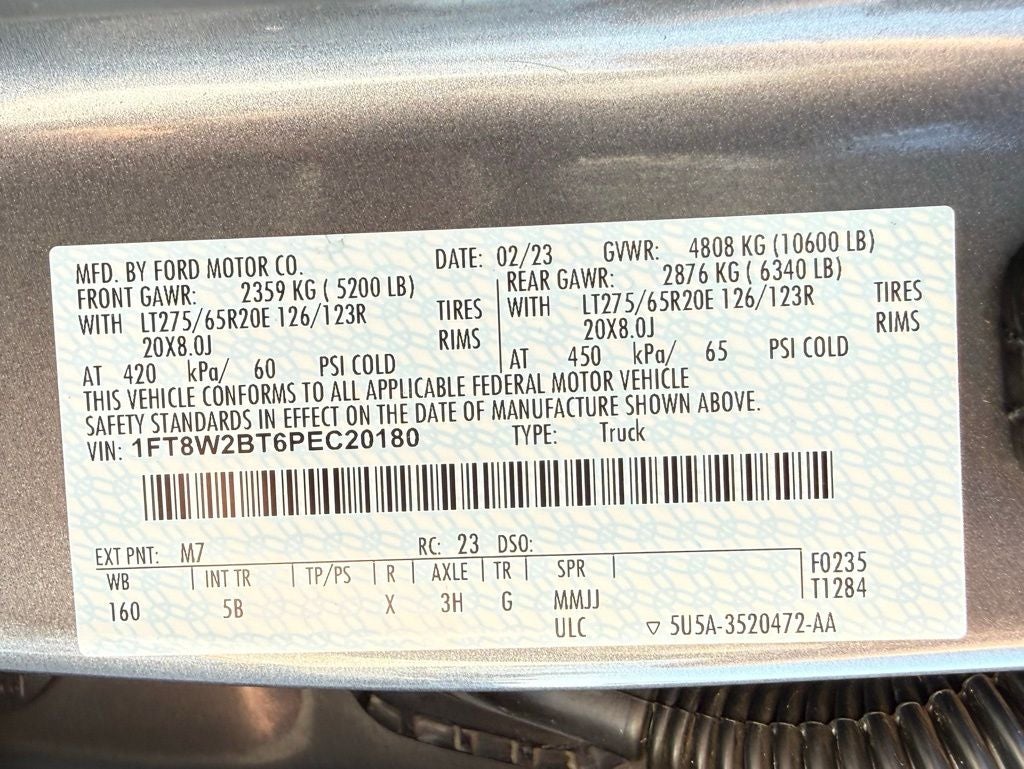 MFD. BY FORD MOTOR CO. DATE: 02/23 GVWR: 4808 KG (10600 LB)
FRONT GAWR: 2359 KG ( 5200 LB) REAR GAWR: 2876 KG ( 6340 LB)
WITH LT275/65R20E 126/123R TIRES WITH LT275/65R20E 126/123R TIRES
20X8.0J RIMS 20X8.0J RIMS
AT 420 kPa/ 60 PSI COLD AT 450 kPa/ 65 PSI COLD
THIS VEHICLE CONFORMS TO ALL APPLICABLE FEDERAL MOTOR VEHICLE
SAFETY STANDARDS IN EFFECT ON THE DATE OF MANUFACTURE SHOWN ABOVE.
VIN: 1FT8W2BT6PEC20180 TYPE: Truck
EXT PNT: M7 RC: 23 DSO:
WB INT TR TP/PS R AXLE TR SPR F0235
160 5B X 3H G MMJJ T1284
ULC ▽ 5U5A-3520472-AA